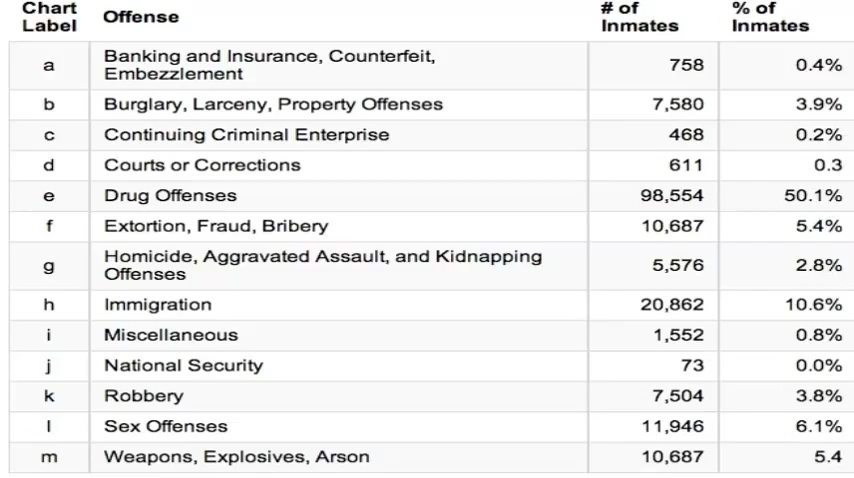 Chart Label Offense # of Inmates % of Inmates
a Banking and Insurance, Counterfeit, Embezzlement 758 0.4%
b Burglary, Larceny, Property Offenses 7,580 3.9%
c Continuing Criminal Enterprise 468 0.2%
d Courts or Corrections 611 0.3
e Drug Offenses 98,554 50.1%
f Extortion, Fraud, Bribery 10,687 5.4%
g Homicide, Aggravated Assault, and Kidnapping Offenses 5,576 2.8%
h Immigration 20,862 10.6%
i Miscellaneous 1,552 0.8%
j National Security 73 0.0%
k Robbery 7,504 3.8%
l Sex Offenses 11,946 6.1%
m Weapons, Explosives, Arson 10,687 5.4